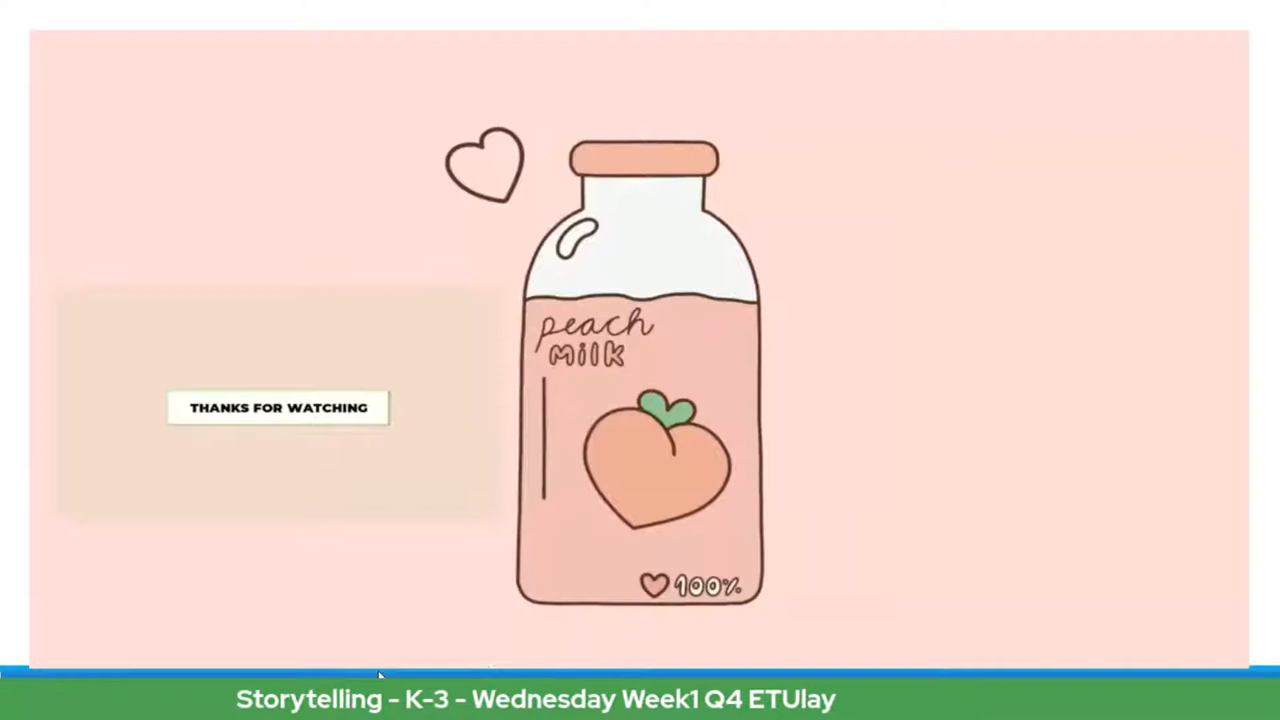 peach
milk
THANKS FOR WATCHING
100%
Storytelling - K-3 - Wednesday Week1 Q4 ETUlay